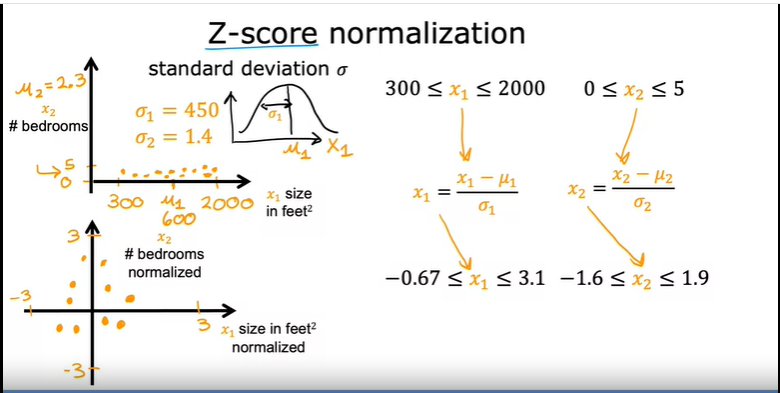 Z-score normalization
standard deviation σ
μ₂=2.3
x₂
# bedrooms
σ₁ = 450
σ₂ = 1.4
σ₁
μ₁
x₁
5
0
300
μ₁
600
2000
x₁ size
in feet²
300 ≤ x₁ ≤ 2000
0 ≤ x₂ ≤ 5
x₁ = (x₁ − μ₁)/σ₁
x₂ = (x₂ − μ₂)/σ₂
−0.67 ≤ x₁ ≤ 3.1
−1.6 ≤ x₂ ≤ 1.9
3
x₂
# bedrooms
normalized
-3
3
x₁ size in feet²
normalized
-3